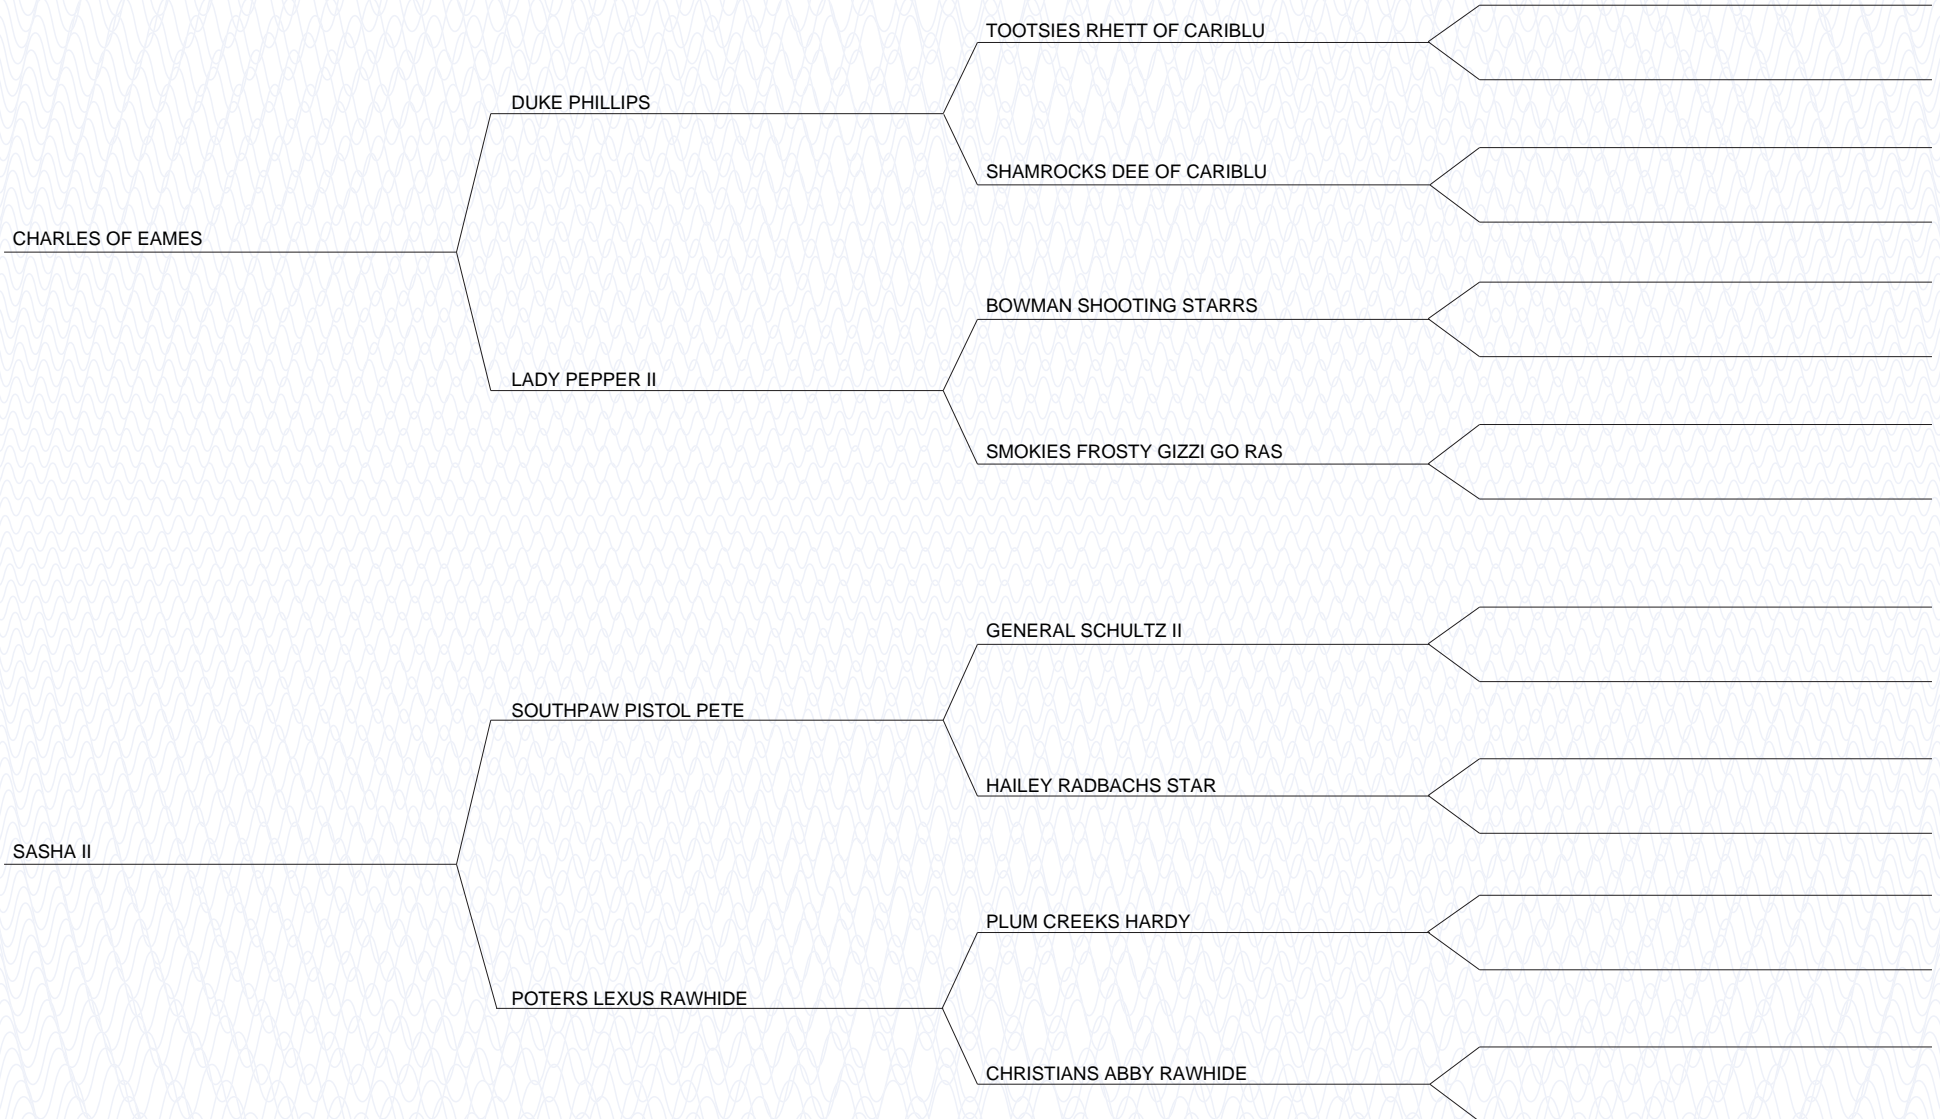 TOOTSIES RHETT OF CARIBLU
DUKE PHILLIPS
SHAMROCKS DEE OF CARIBLU
CHARLES OF EAMES
BOWMAN SHOOTING STARRS
LADY PEPPER II
SMOKIES FROSTY GIZZI GO RAS
GENERAL SCHULTZ II
SOUTHPAW PISTOL PETE
HAILEY RADBACHS STAR
SASHA II
PLUM CREEKS HARDY
POTERS LEXUS RAWHIDE
CHRISTIANS ABBY RAWHIDE